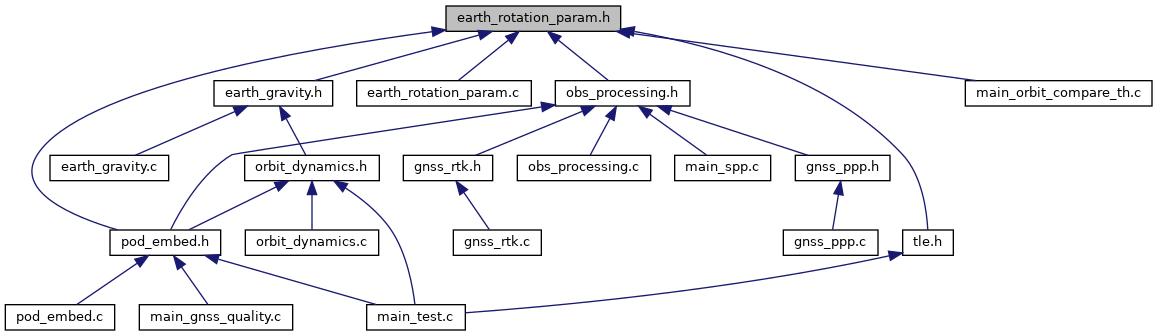 earth_rotation_param.h
earth_gravity.h
earth_rotation_param.c
obs_processing.h
main_orbit_compare_th.c
earth_gravity.c
orbit_dynamics.h
gnss_rtk.h
obs_processing.c
main_spp.c
gnss_ppp.h
pod_embed.h
orbit_dynamics.c
gnss_rtk.c
gnss_ppp.c
tle.h
pod_embed.c
main_gnss_quality.c
main_test.c